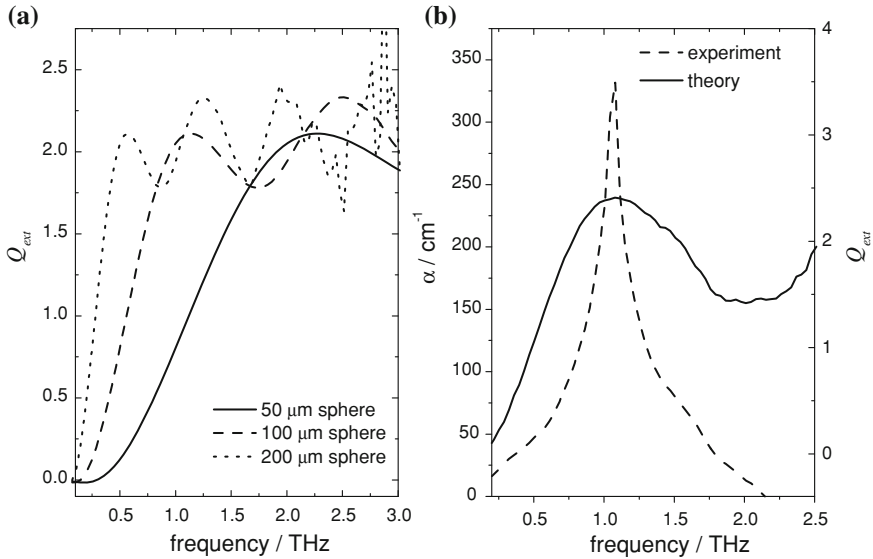 (a)
2.5
2.0
1.5
1.0
0.5
0.0
Q_ext
50 μm sphere
100 μm sphere
200 μm sphere
0.5 1.0 1.5 2.0 2.5 3.0
frequency / THz
(b)
350
300
250
200
150
100
50
0
α / cm⁻¹
experiment
theory
4
3
2
1
0
Q_ext
0.5 1.0 1.5 2.0 2.5
frequency / THz